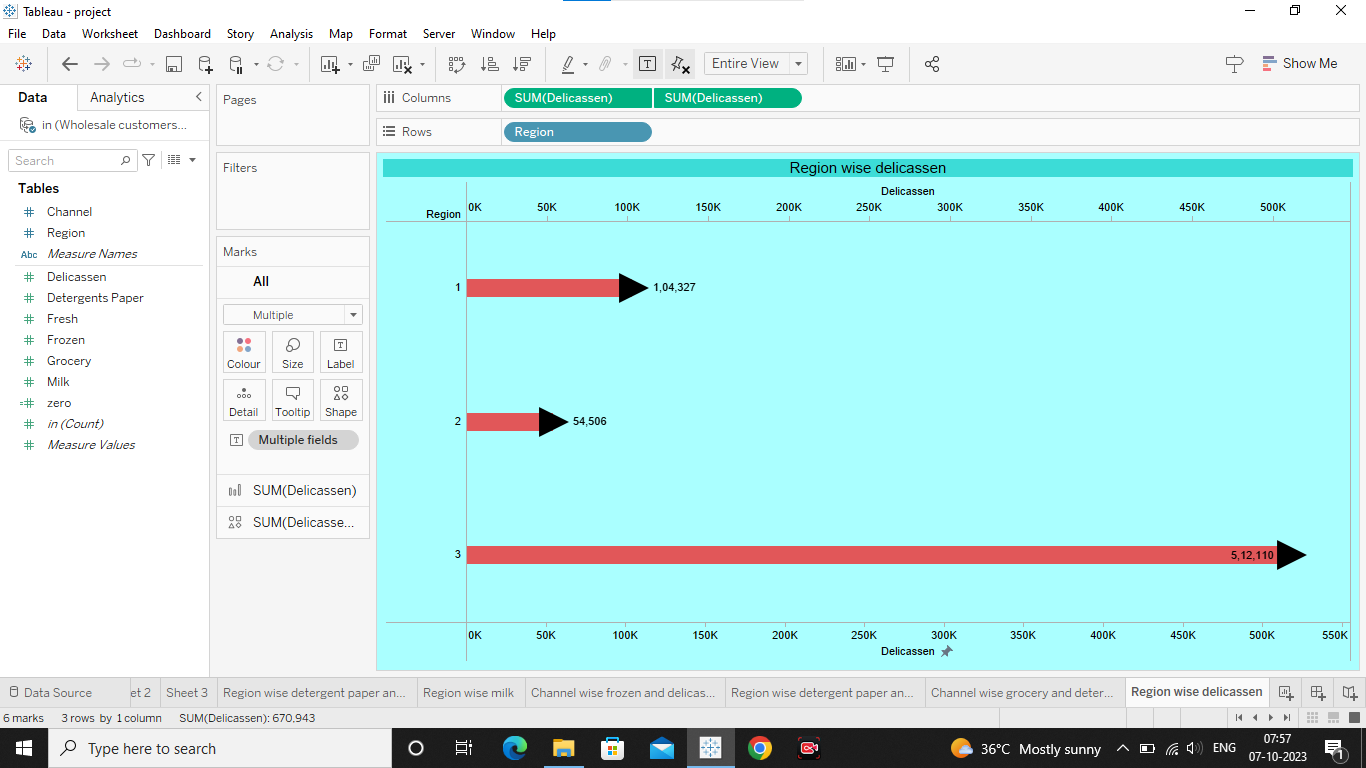 Tableau - project
File Data Worksheet Dashboard Story Analysis Map Format Server Window Help
Entire View
Show Me
Data Analytics
in (Wholesale customers...
Search
Tables
Channel
Region
Abc Measure Names
Delicassen
Detergents Paper
Fresh
Frozen
Grocery
Milk
zero
in (Count)
Measure Values
Pages
Filters
Marks
All
Multiple
Colour Size Label
Detail Tooltip Shape
Multiple fields
SUM(Delicassen)
SUM(Delicasse...
Columns SUM(Delicassen) SUM(Delicassen)
Rows Region
Region wise delicassen
Delicassen
Region 0K 50K 100K 150K 200K 250K 300K 350K 400K 450K 500K
1 1,04,327
2 54,506
3 5,12,110
0K 50K 100K 150K 200K 250K 300K 350K 400K 450K 500K 550K
Delicassen
Data Source et 2 Sheet 3 Region wise detergent paper an... Region wise milk Channel wise frozen and delicas... Region wise detergent paper an... Channel wise grocery and deter... Region wise delicassen
6 marks 3 rows by 1 column SUM(Delicassen): 670,943
Type here to search
36°C Mostly sunny
ENG
07:57
07-10-2023
1